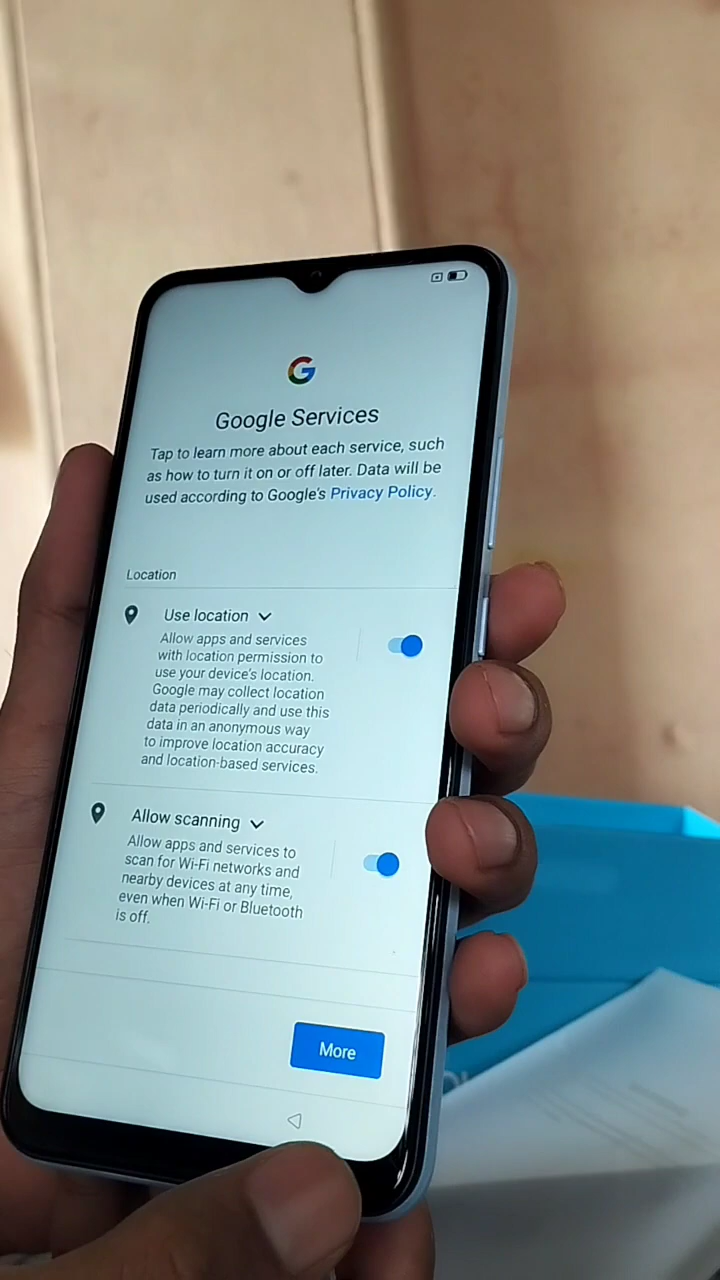 Google Services
Tap to learn more about each service, such
as how to turn it on or off later. Data will be
used according to Google's Privacy Policy.
Location
Use location
Allow apps and services
with location permission to
use your device's location.
Google may collect location
data periodically and use this
data in an anonymous way
to improve location accuracy
and location-based services.
Allow scanning
Allow apps and services to
scan for Wi-Fi networks and
nearby devices at any time,
even when Wi-Fi or Bluetooth
is off.
More